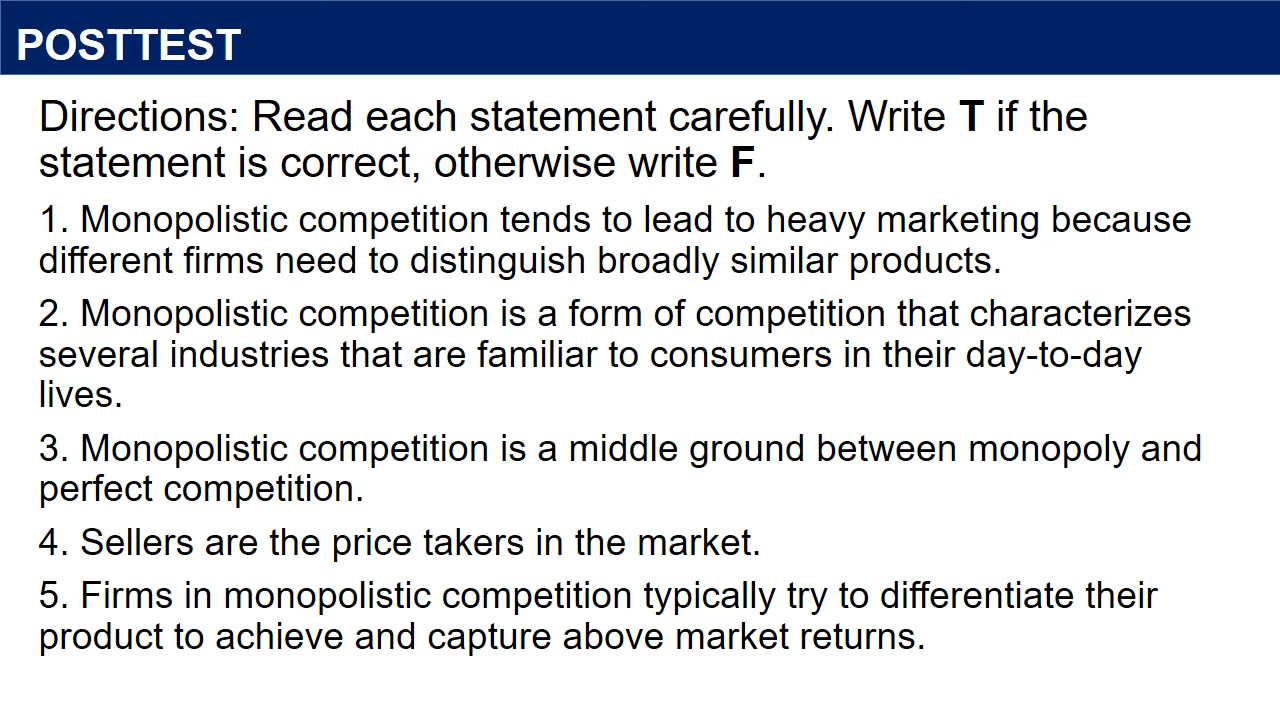 POSTTEST
Directions: Read each statement carefully. Write T if the
statement is correct, otherwise write F.
1. Monopolistic competition tends to lead to heavy marketing because
different firms need to distinguish broadly similar products.
2. Monopolistic competition is a form of competition that characterizes
several industries that are familiar to consumers in their day-to-day
lives.
3. Monopolistic competition is a middle ground between monopoly and
perfect competition.
4. Sellers are the price takers in the market.
5. Firms in monopolistic competition typically try to differentiate their
product to achieve and capture above market returns.